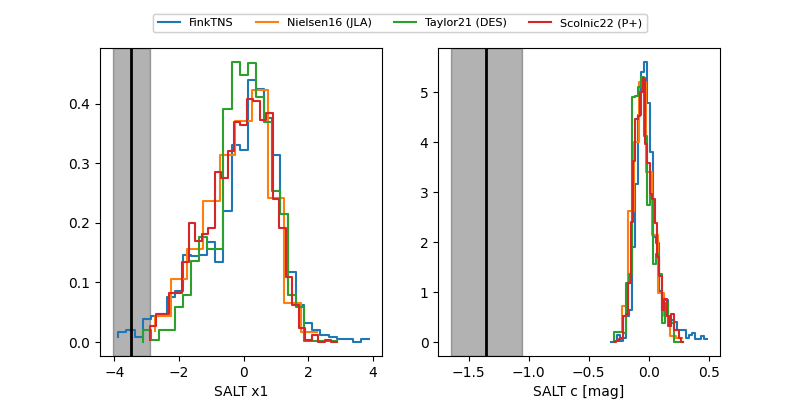 FinkTNS Nielsen16 (JLA) Taylor21 (DES) Scolnic22 (P+)
0.4
0.3
0.2
0.1
0.0
−4 −2 0 2 4
SALT x1
5
4
3
2
1
0
−1.5 −1.0 −0.5 0.0 0.5
SALT c [mag]